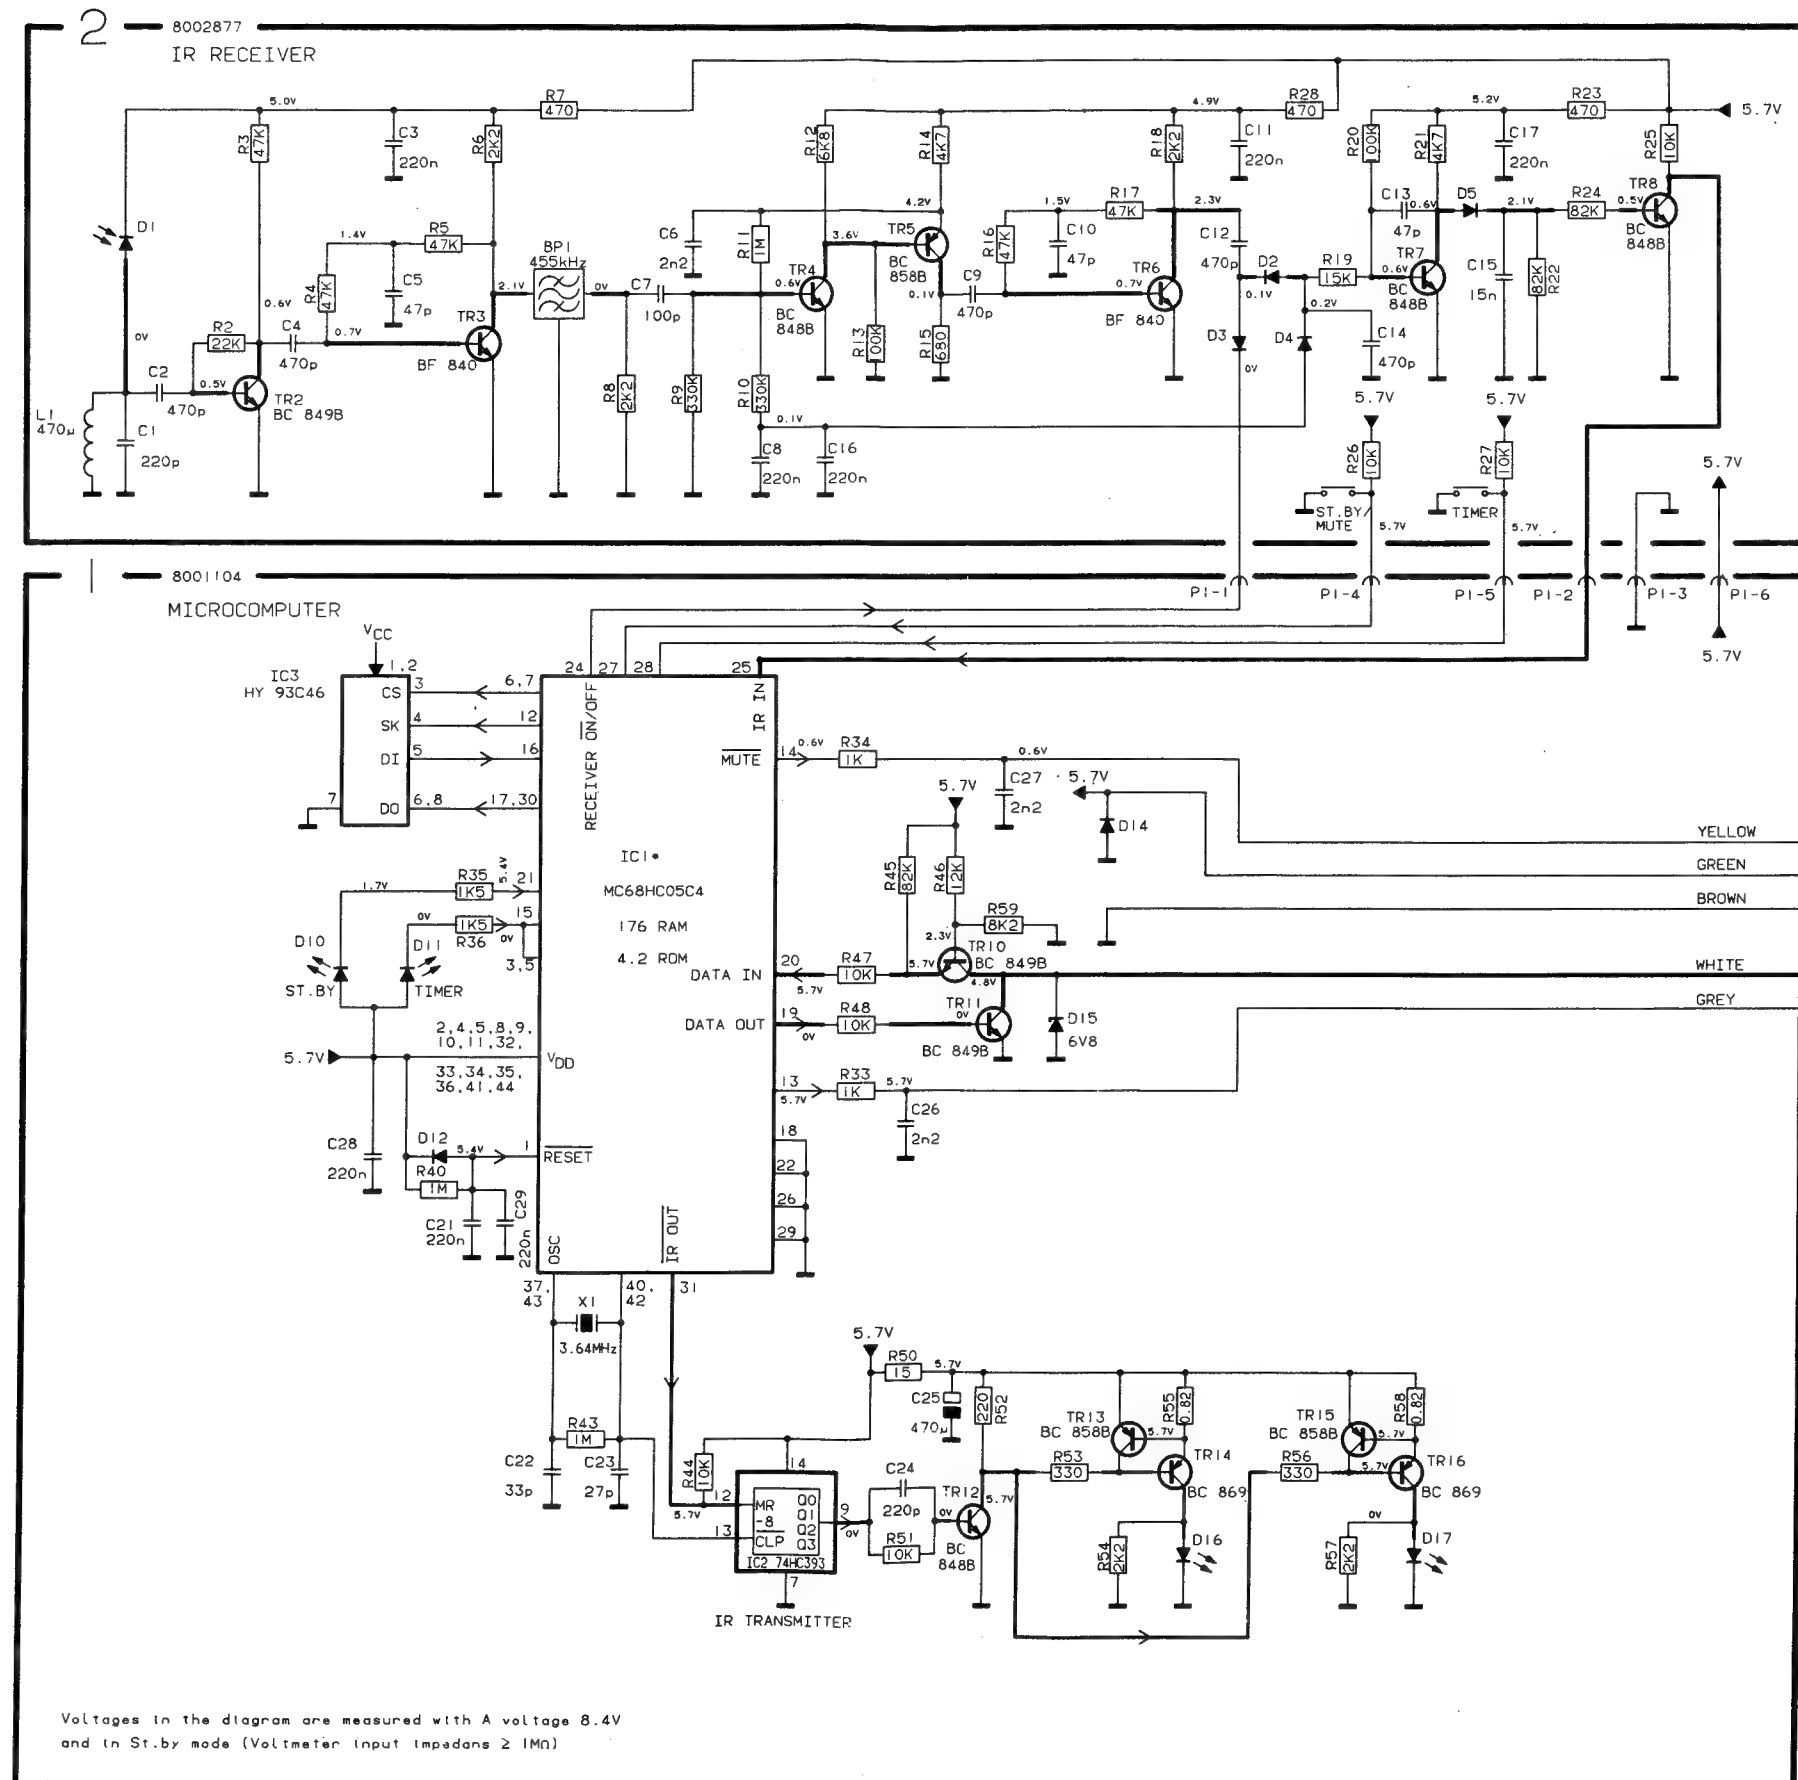 2
8002877
IR RECEIVER
R7
470
5.0V
R3
47K
C3
220n
R6
2K2
R12
6K8
R14
4K7
R18
2K2
4.9V
C11
220n
R28
470
R20
100K
R21
4K7
5.2V
C17
220n
R23
470
R25
10K
5.7V
D1
1.4V
R5
47K
R4
47K
C5
47p
BP1
455kHz
C6
2n2
R11
1M
4.2V
TR5
BC
858B
3.6V
1.5V
R17
47K
R16
47K
C10
47p
2.3V
C12
470p
C13
47p
0.6V
D5
2.1V
R24
82K
0.5V
TR8
BC
848B
0V
0.6V
R2
22K
C4
470p
0.7V
TR3
BF 840
2.1V
0V
C7
100p
0.6V
TR4
BC
848B
R13
100K
0.1V
R15
680
C9
470p
0.7V
TR6
BF 840
D2
0.1V
R19
15K
0.2V
0.6V
TR7
BC
848B
C15
15n
R22
82K
D3
0V
D4
C14
470p
L1
470µ
C2
470p
0.5V
TR2
BC 849B
C1
220p
R8
2K2
R9
330K
R10
330K
0.1V
C8
220n
C16
220n
5.7V
5.7V
R26
10K
R27
10K
5.7V
ST.BY/
MUTE
5.7V
TIMER
5.7V
1
8001104
MICROCOMPUTER
P1-1
P1-4
P1-5
P1-2
P1-3
P1-6
5.7V
VCC
IC3
HY 93C46
1,2
CS
3
6,7
SK
4
12
DI
5
16
DO
6,8
17,30
7
24
27
28
25
RECEIVER ON/OFF
IR IN
MUTE
14
0.6V
R34
1K
0.6V
C27
2n2
5.7V
D14
5.7V
YELLOW
GREEN
BROWN
WHITE
GREY
IC1*
MC68HC05C4
176 RAM
4.2 ROM
R35
1K5
1.7V
5.4V
21
0V
1K5
R36
0V
15
3,5
D10
ST.BY
D11
TIMER
R45
82K
R46
12K
R59
8K2
2.3V
TR10
BC 849B
DATA IN
20
5.7V
R47
10K
5.7V
4.8V
DATA OUT
19
0V
R48
10K
TR11
0V
BC 849B
D15
6V8
13
5.7V
R33
1K
5.7V
C26
2n2
2,4,5,8,9,
10,11,32,
5.7V
VDD
33,34,35,
36,41,44
C28
220n
D12
5.4V
1
RESET
R40
1M
C21
220n
C29
220n
18
22
26
29
OSC
IR OUT
37,
43
40,
42
31
X1
3.64MHz
R43
1M
C22
33p
C23
27p
5.7V
R50
15
5.7V
C25
470µ
R52
220
TR13
BC 858B
5.7V
R55
0.82
TR14
BC 869
R53
330
TR15
BC 858B
5.7V
R58
0.82
R56
330
5.7V
TR16
BC 869
R44
10K
14
12
MR
5.7V
-8
13
CLP
Q0
Q1
Q2
Q3
9
0V
IC2 74HC393
7
C24
220p
R51
10K
0V
TR12
5.7V
BC
848B
R54
2K2
D16
0V
R57
2K2
D17
IR TRANSMITTER
Voltages in the diagram are measured with A voltage 8.4V
and in St.by mode (Voltmeter input impedans ≥ 1MΩ)